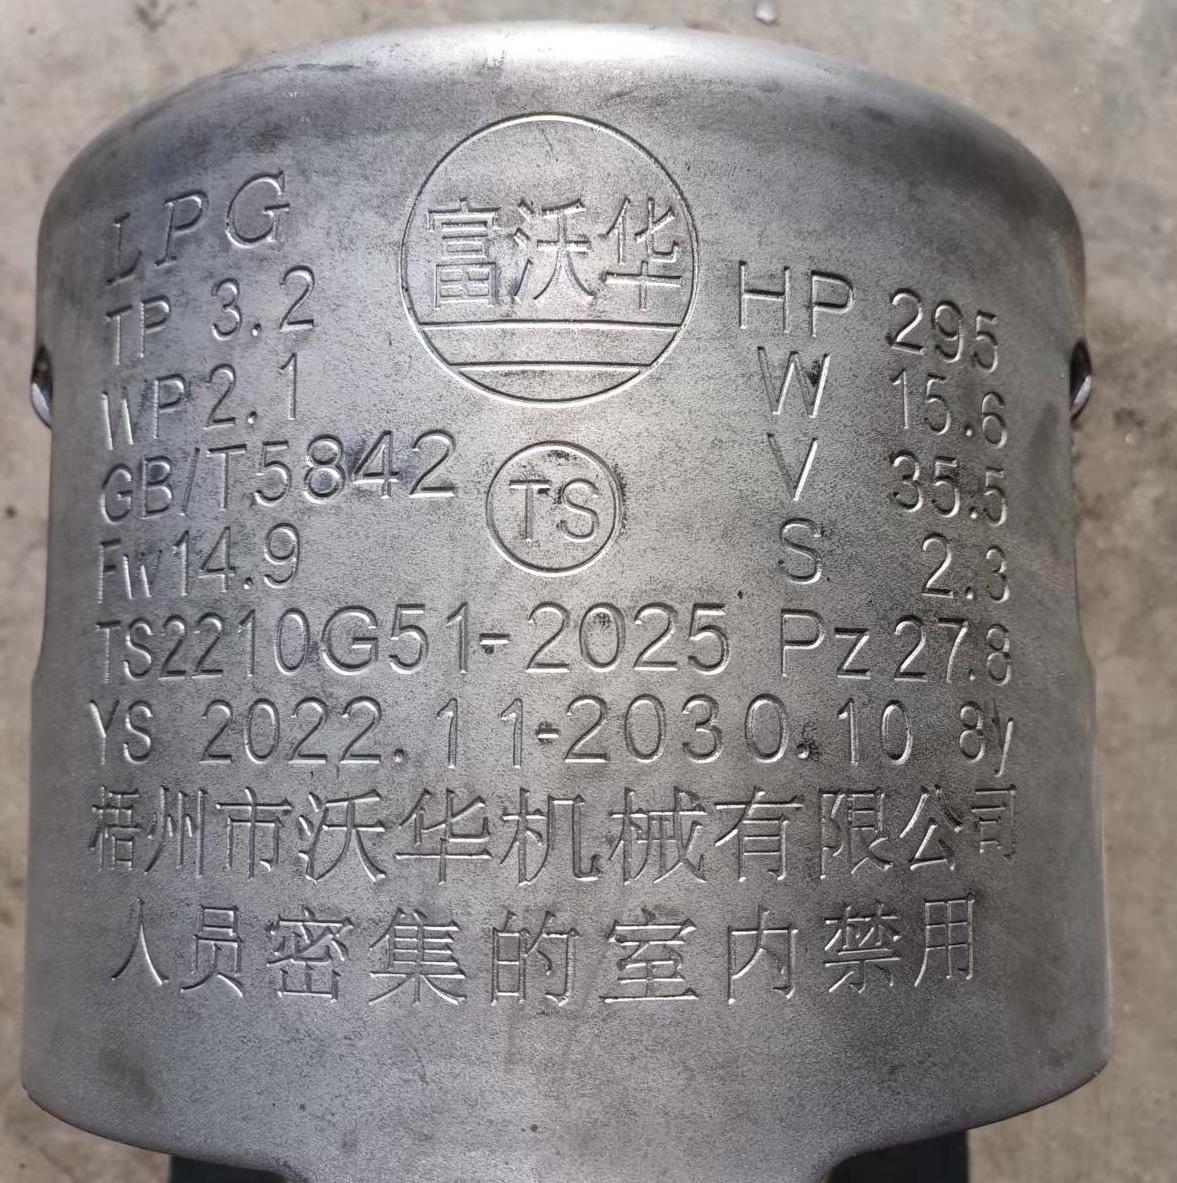 富沃华
LPG
TP 3.2 HP 295
WP 2.1 W 15.6
GB/T5842 TS V 35.5
Fw14.9 S 2.3
TS2210G51-2025 Pz 27.8
YS 2022.11-2030.10 8y
梧州市沃华机械有限公司
人员密集的室内禁用